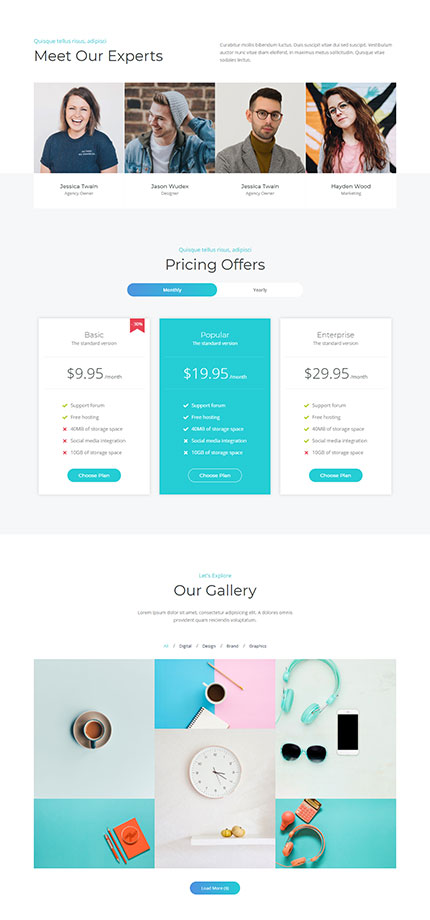 Quisque tellus risus, adipisci
Meet Our Experts
Curabitur mollis bibendum luctus. Duis suscipit vitae dui sed suscipit. Vestibulum
auctor nunc vitae diam eleifend, in maximus metus sollicitudin. Quisque vitae
sodales lectus.
Jessica Twain
Agency Owner
Jason Wudex
Designer
Jessica Twain
Agency Owner
Hayden Wood
Marketing
Quisque tellus risus, adipisci
Pricing Offers
Monthly
Yearly
30%
Basic
The standard version
$9.95 /month
Support forum
Free hosting
40MB of storage space
Social media integration
10GB of storage space
Choose Plan
Popular
The standard version
$19.95 /month
Support forum
Free hosting
40MB of storage space
Social media integration
10GB of storage space
Choose Plan
Enterprise
The standard version
$29.95 /month
Support forum
Free hosting
40MB of storage space
Social media integration
10GB of storage space
Choose Plan
Let's Explore
Our Gallery
Lorem ipsum dolor sit amet, consectetur adipisicing elit. A dolores omnis
provident quam reiciendis voluptatum.
All / Digital / Design / Brand / Graphics
Load More (9)